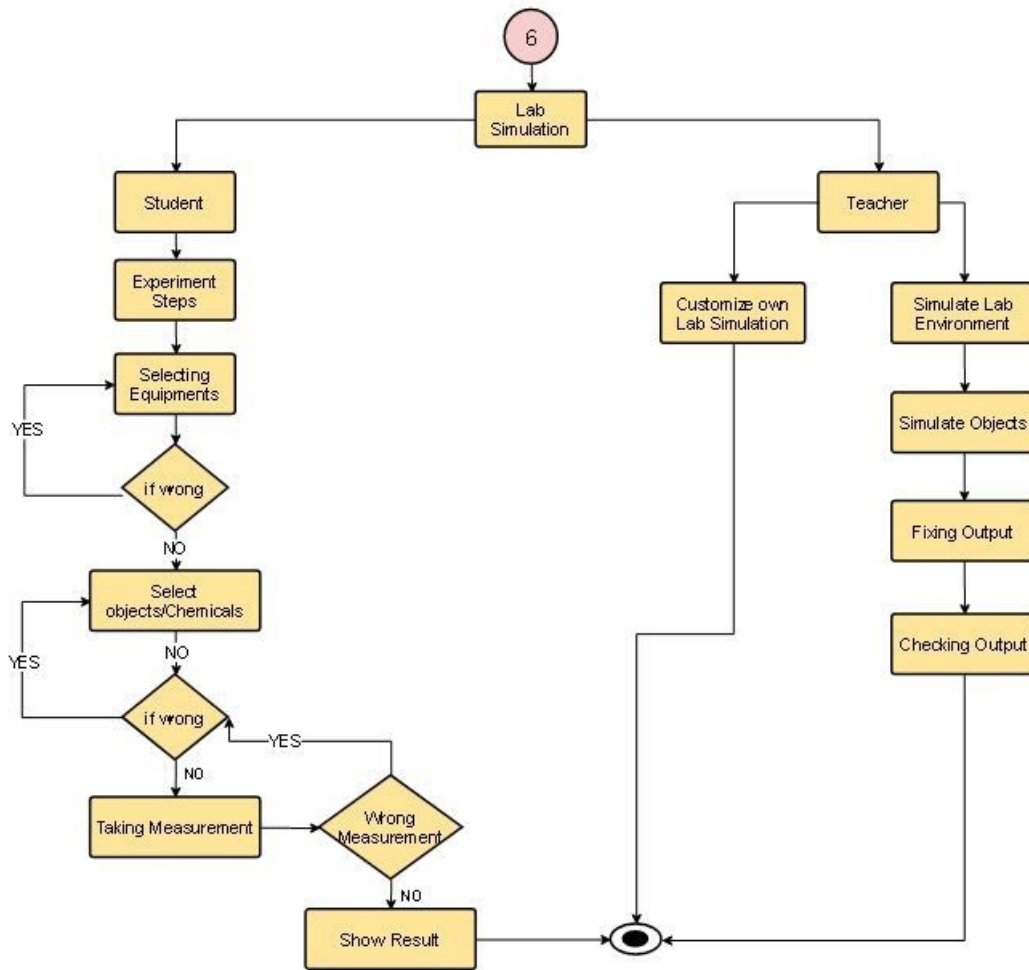 6
Lab
Simulation
Student
Teacher
Experiment
Steps
Customize own
Lab Simulation
Simulate Lab
Environment
Selecting
Equipments
YES
Simulate Objects
if wrong
Fixing Output
NO
Select
objects/Chemicals
Checking Output
NO
YES
if wrong
YES
NO
Taking Measurement
Wrong
Measurement
NO
Show Result